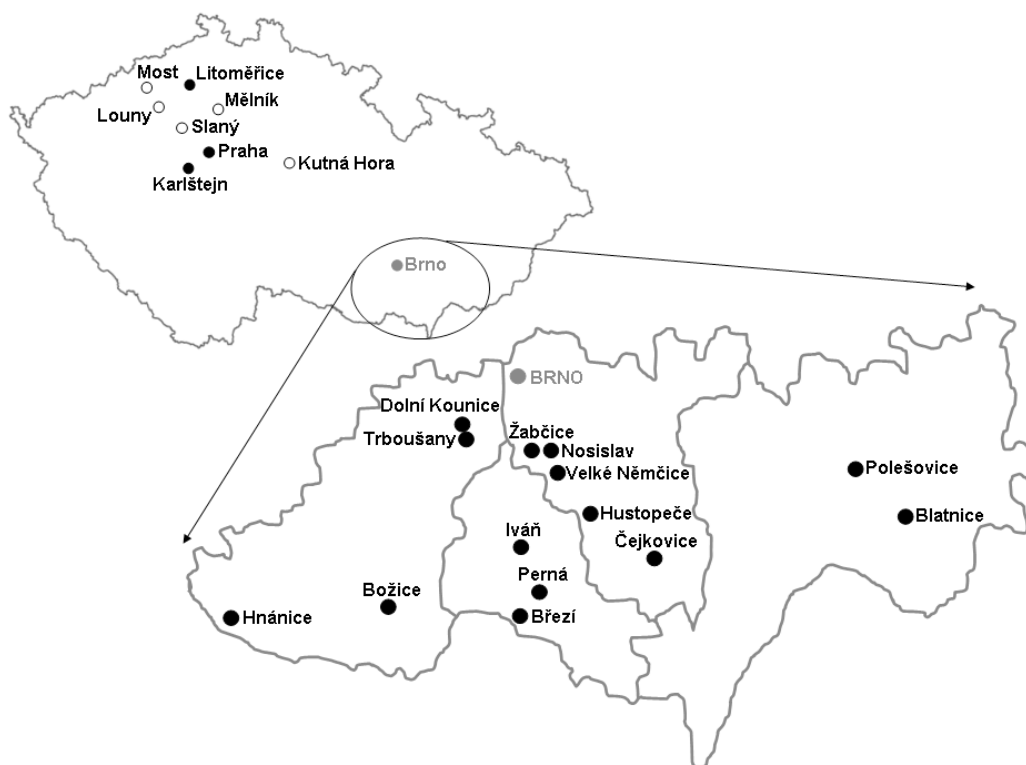 Most
Litoměřice
Louny
Mělník
Slaný
Praha
Kutná Hora
Karlštejn
Brno
BRNO
Dolní Kounice
Trboušany
Žabčice
Nosislav
Velké Němčice
Polešovice
Hustopeče
Blatnice
Iváň
Čejkovice
Perná
Božice
Hnánice
Březí